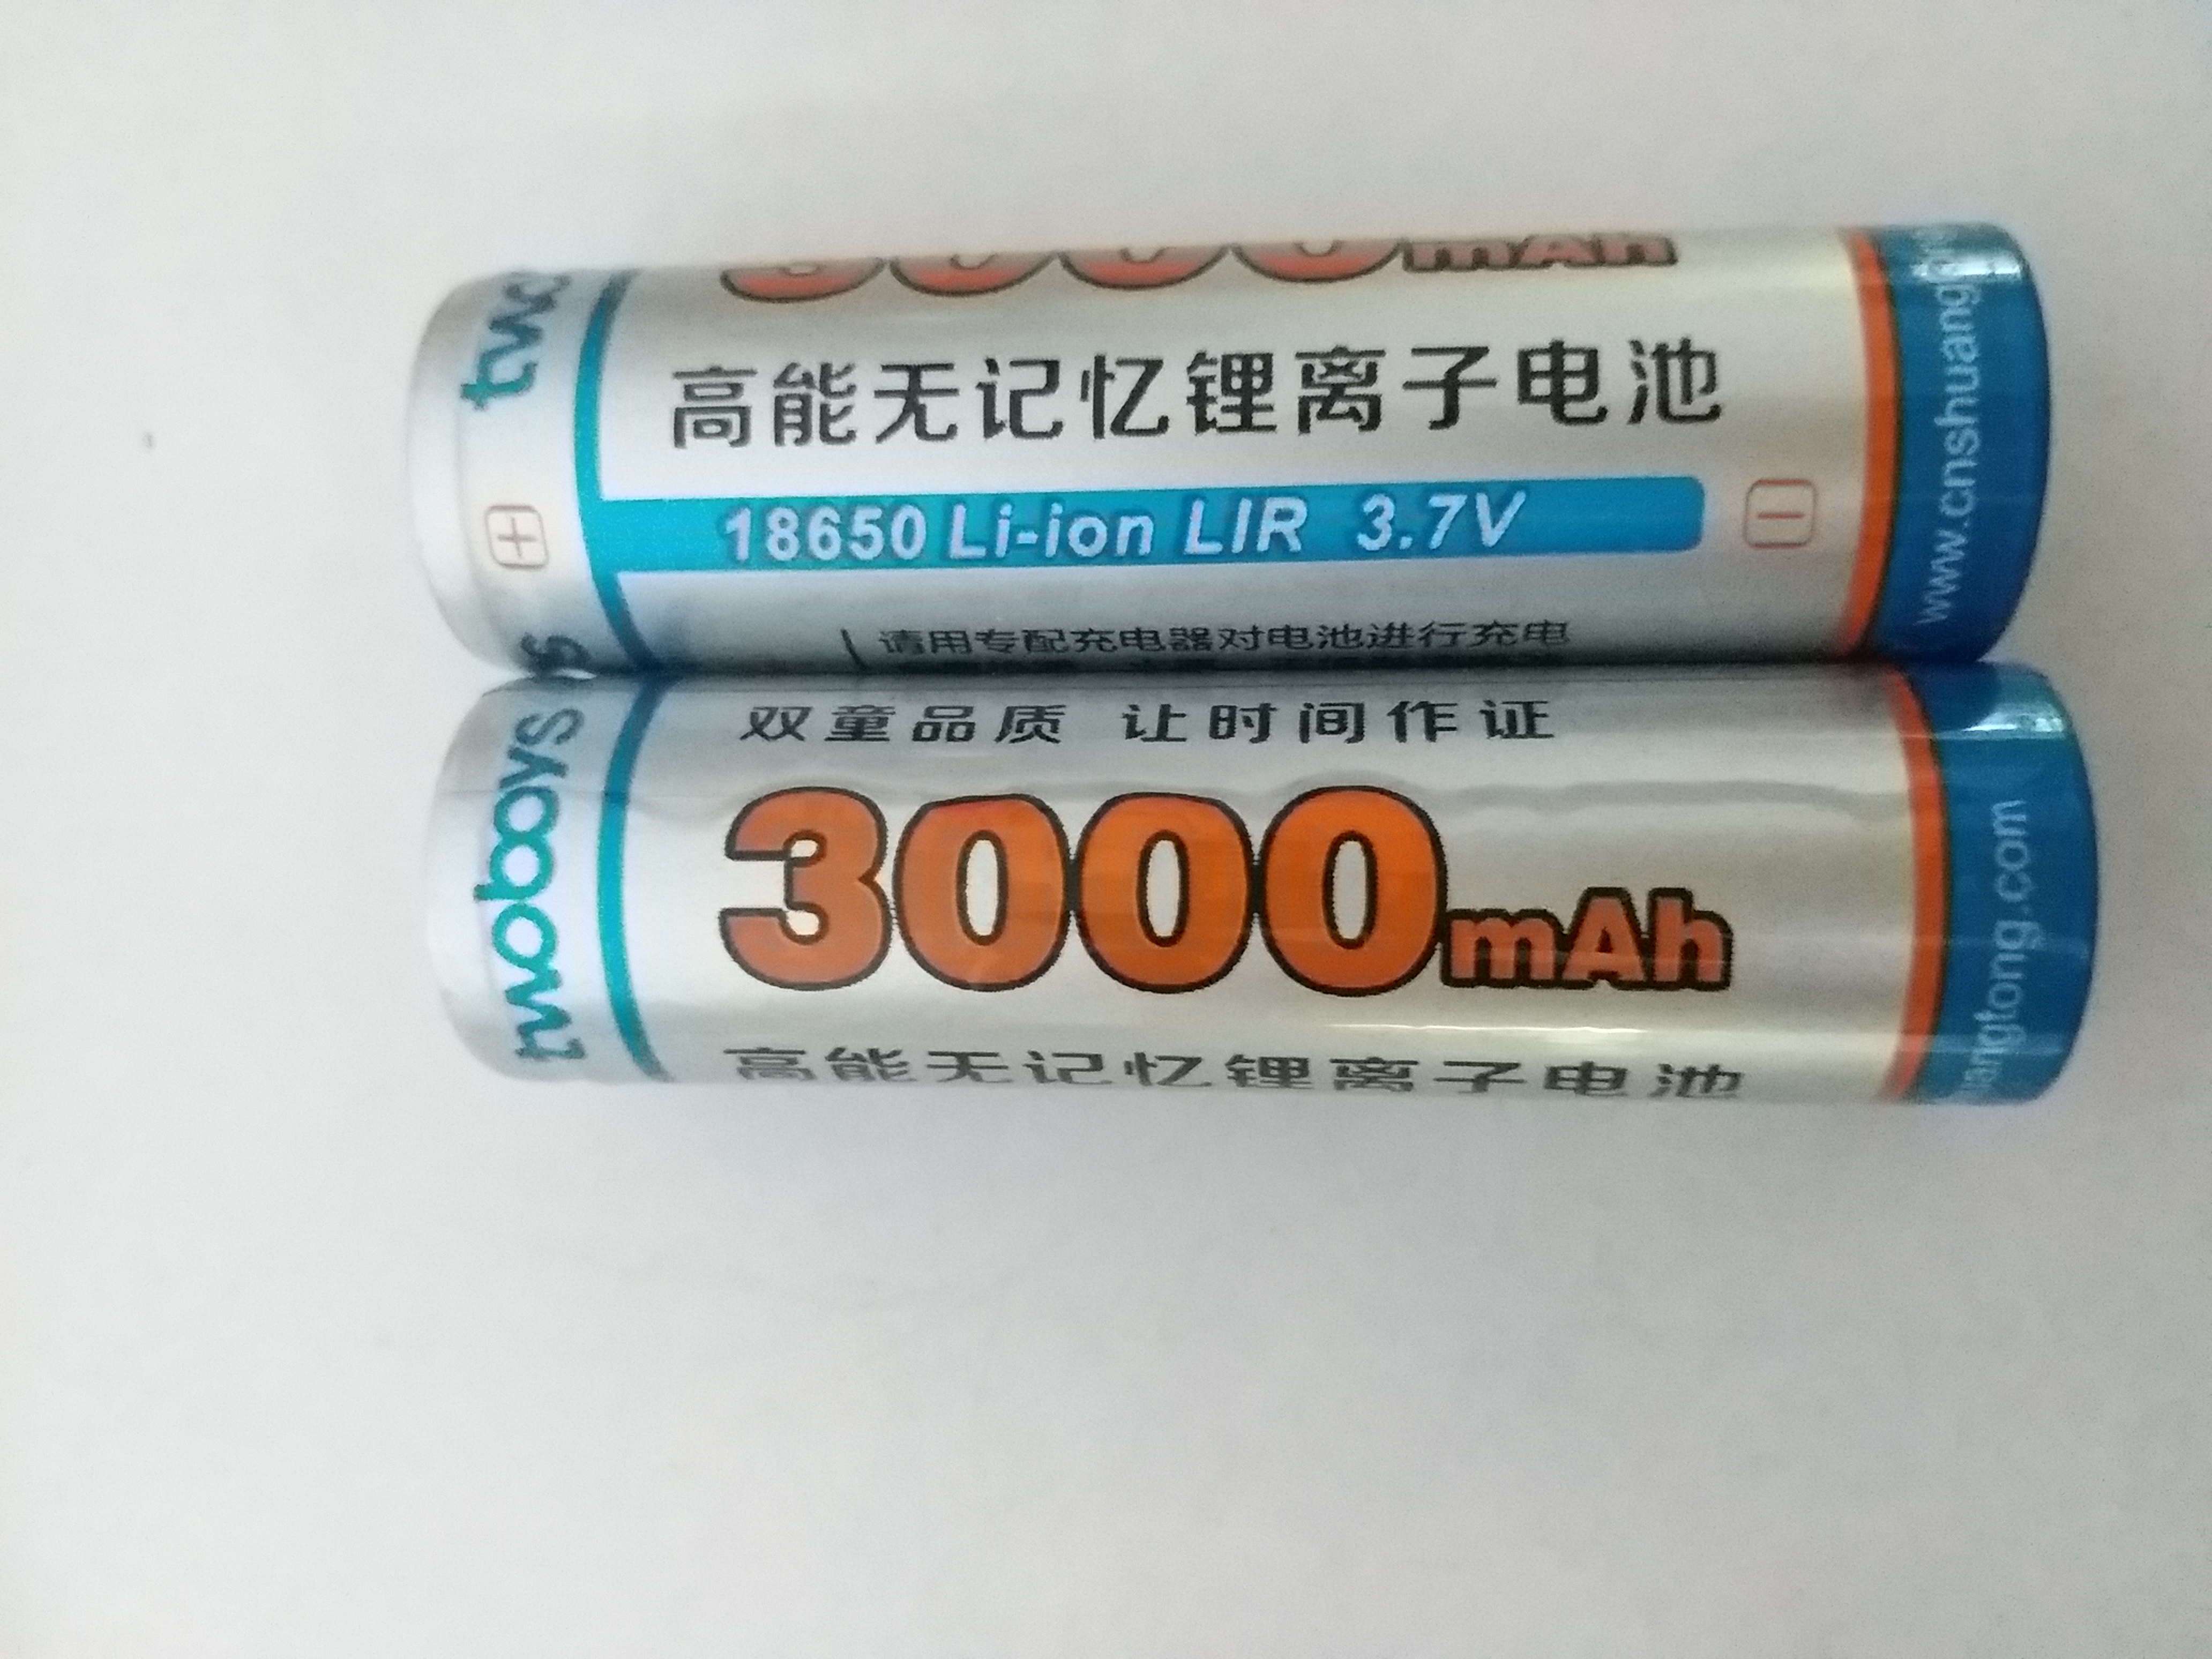 twoboys
3000mAh
高能无记忆锂离子电池
18650 Li-ion LIR 3.7V
请用专配充电器对电池进行充电
www.cnshuang
twoboys
双童品质 让时间作证
3000mAh
高能无记忆锂离子电池
uangtong.com